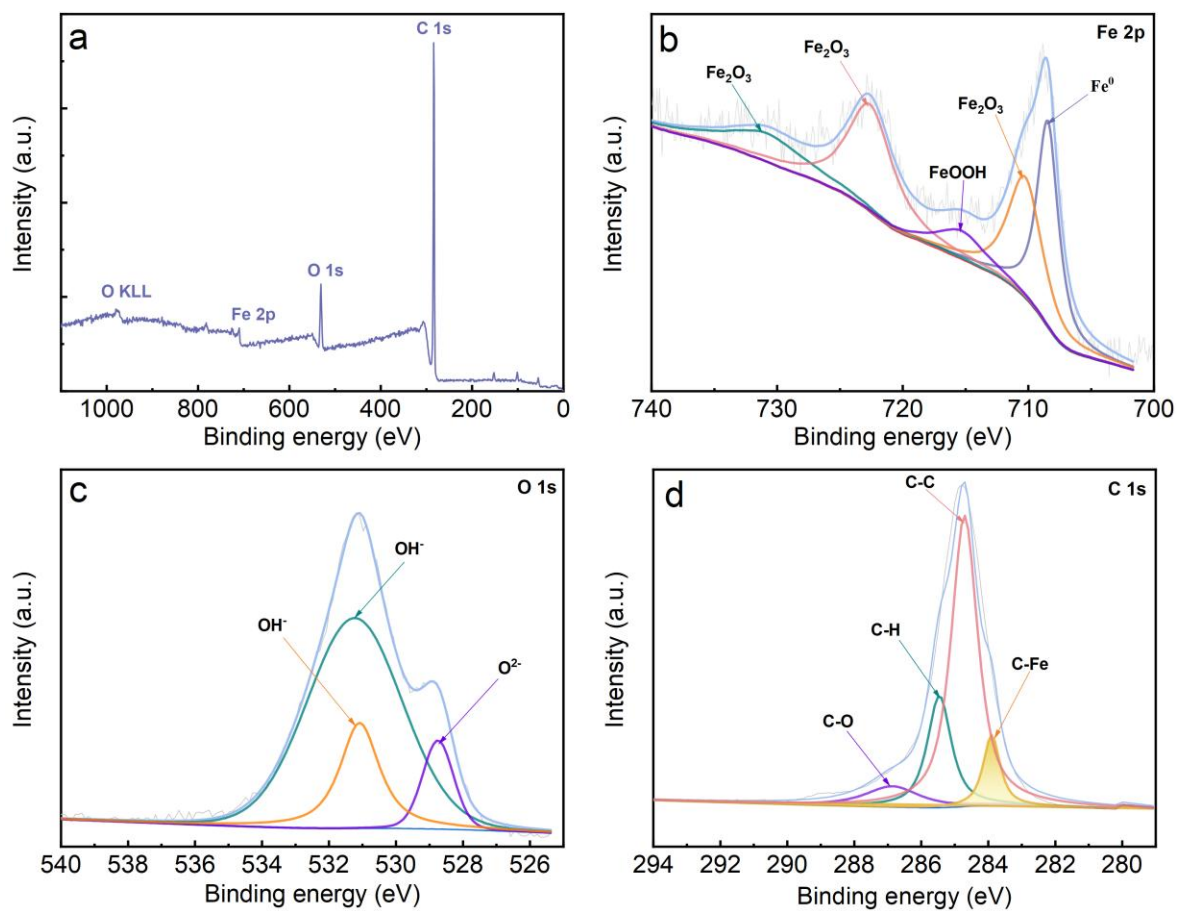 a
C 1s
O 1s
O KLL
Fe 2p
Intensity (a.u.)
1000 800 600 400 200 0
Binding energy (eV)
b
Fe 2p
Fe₂O₃
Fe₂O₃
Fe₂O₃
Fe⁰
FeOOH
Intensity (a.u.)
740 730 720 710 700
Binding energy (eV)
c
O 1s
OH⁻
OH⁻
O²⁻
Intensity (a.u.)
540 536 534 532 530 528 526
Binding energy (eV)
d
C 1s
C-C
C-H
C-Fe
C-O
Intensity (a.u.)
294 292 290 288 286 284 282 280
Binding energy (eV)